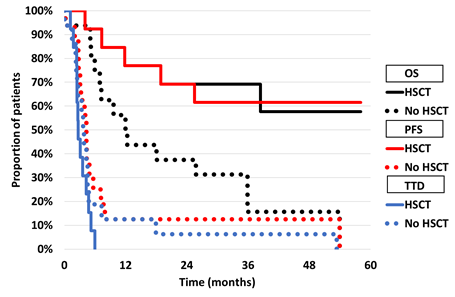 100%
90%
80%
70%
60%
50%
40%
30%
20%
10%
0%
Proportion of patients
0 12 24 36 48 60
Time (months)
OS
HSCT
No HSCT
PFS
HSCT
No HSCT
TTD
HSCT
No HSCT